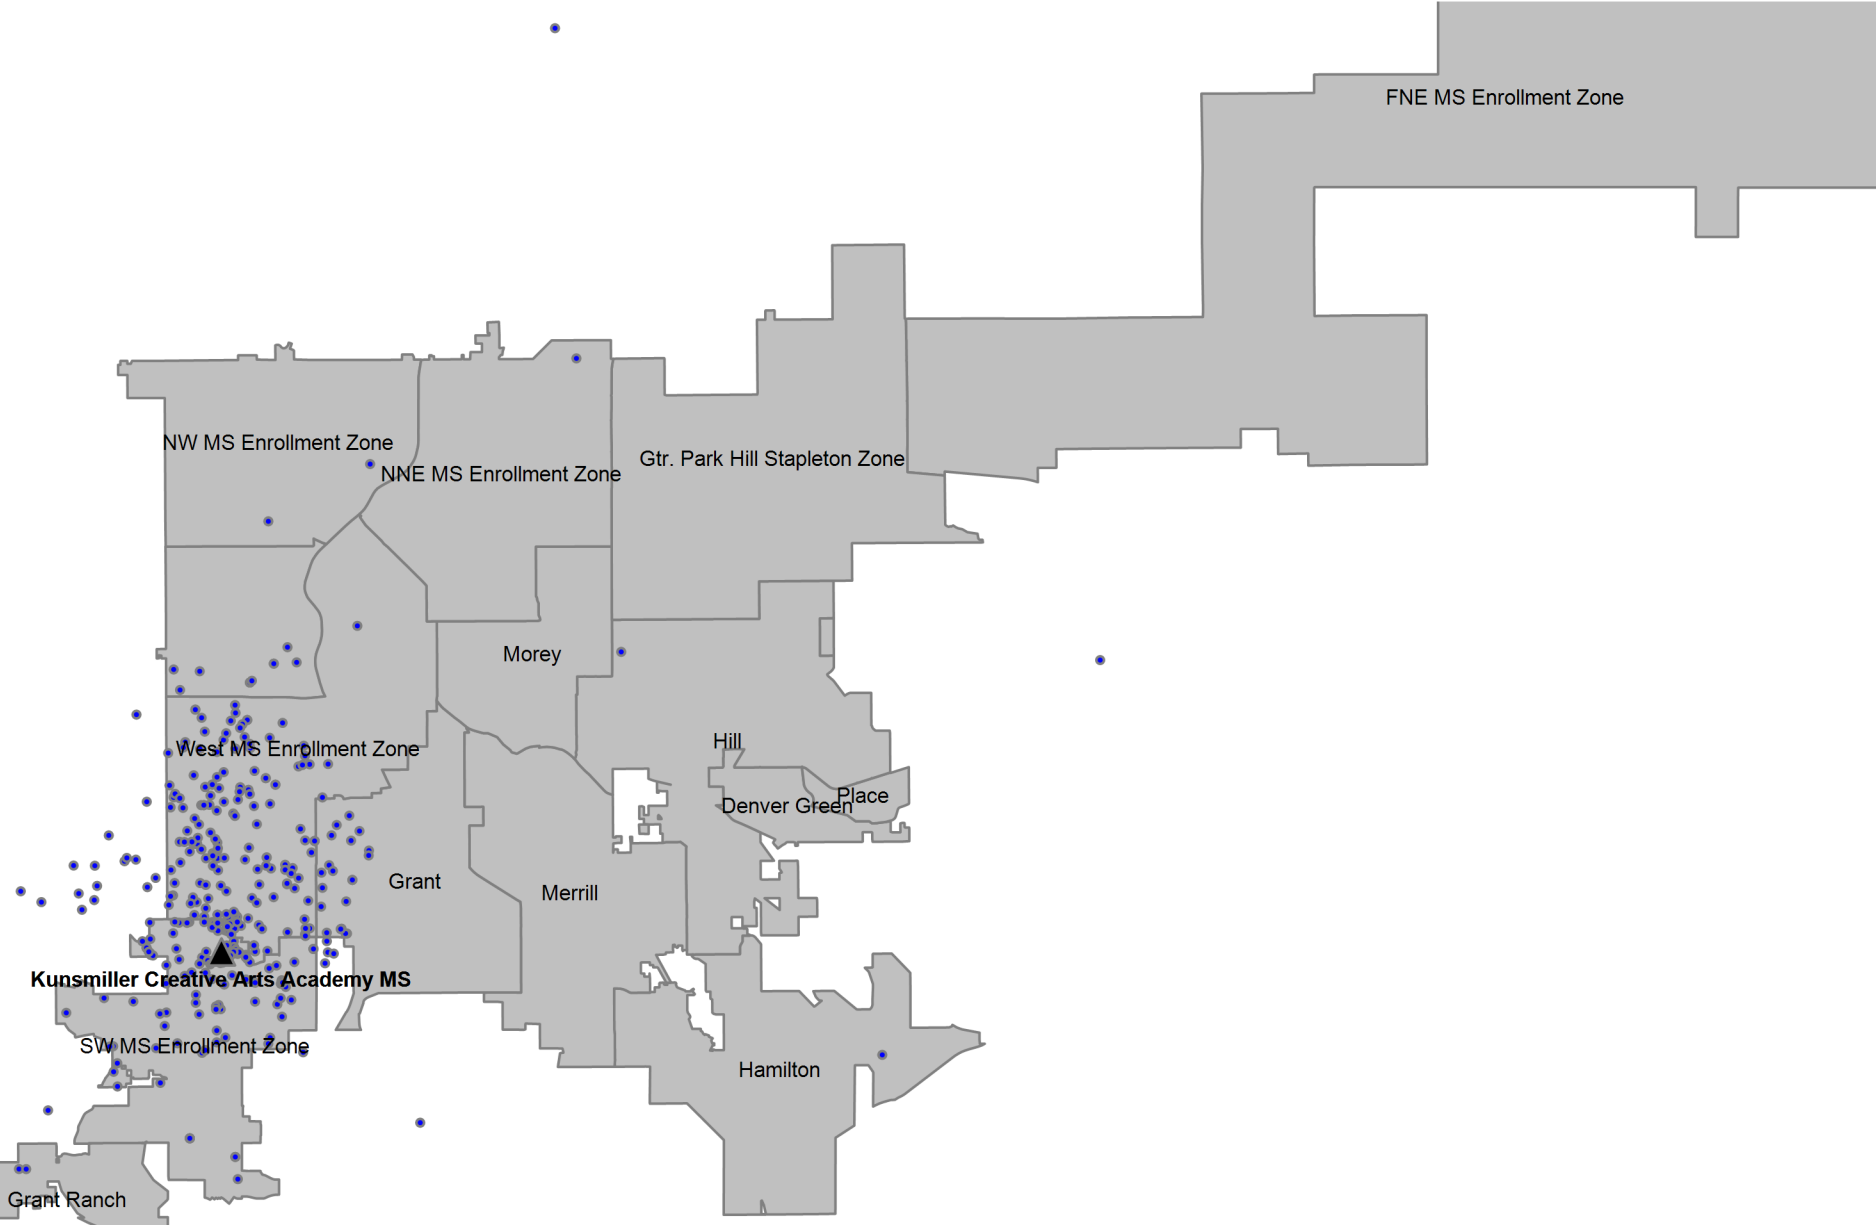 FNE MS Enrollment Zone
NW MS Enrollment Zone
Gtr. Park Hill Stapleton Zone
NNE MS Enrollment Zone
Morey
Hill
West MS Enrollment Zone
Place
Denver Green
Grant
Merrill
Kunsmiller Creative Arts Academy MS
SW MS Enrollment Zone
Hamilton
Grant Ranch